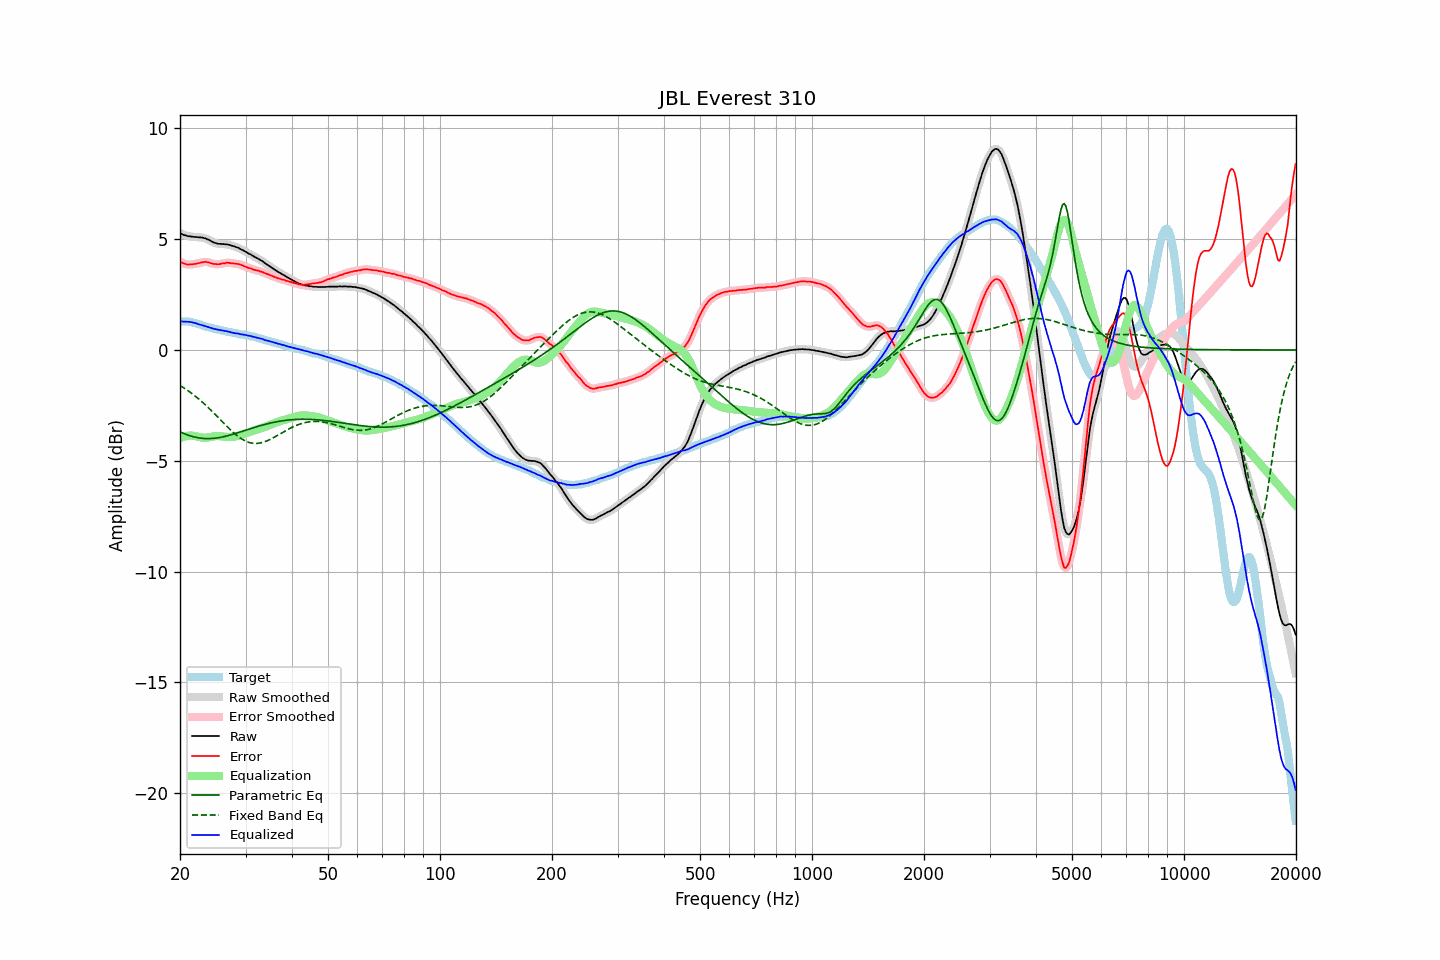 JBL Everest 310
Amplitude (dBr)
10
5
0
−5
−10
−15
−20
Target
Raw Smoothed
Error Smoothed
Raw
Error
Equalization
Parametric Eq
Fixed Band Eq
Equalized
20 50 100 200 500 1000 2000 5000 10000 20000
Frequency (Hz)